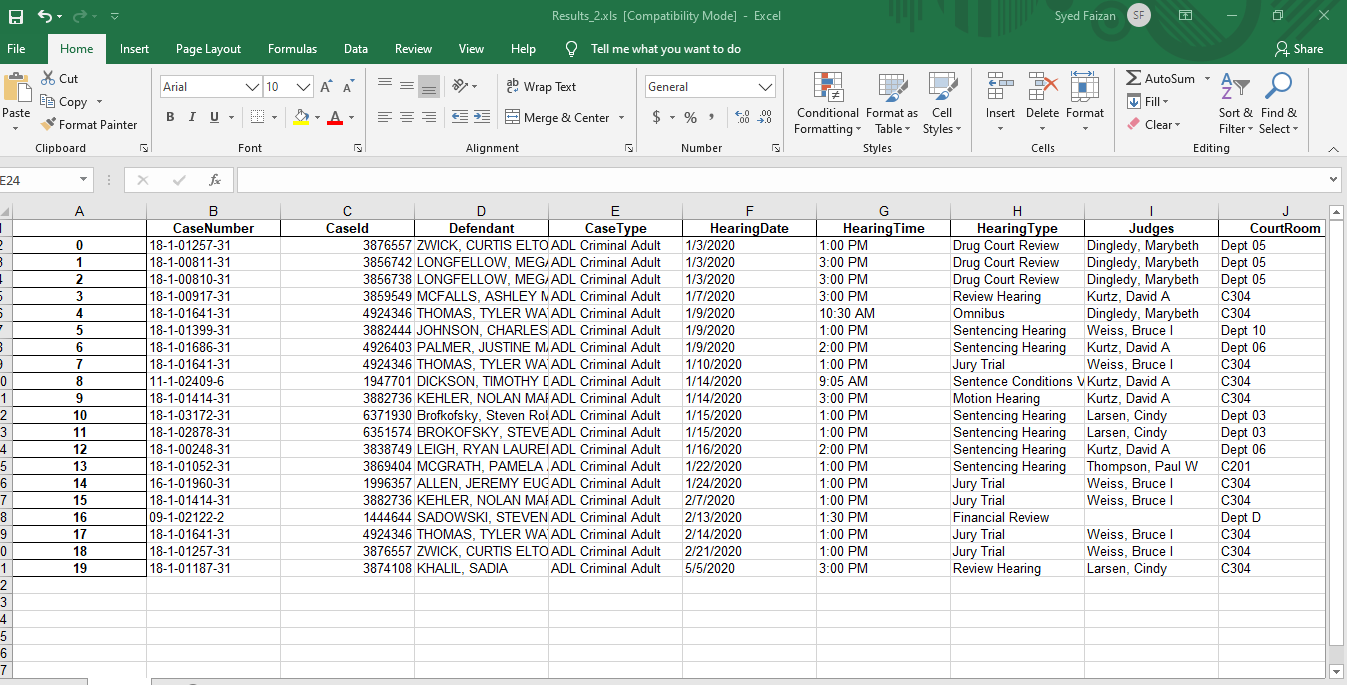 Results_2.xls [Compatibility Mode] - Excel Syed Faizan SF
File Home Insert Page Layout Formulas Data Review View Help Tell me what you want to do Share
Paste Cut Copy Format Painter Clipboard
Arial 10 A A B I U A Font
ab Wrap Text Merge & Center Alignment
General $ % , Number
Conditional Formatting Format as Table Cell Styles Styles
Insert Delete Format Cells
AutoSum Fill Clear Sort & Filter Find & Select Editing
E24 fx
A B C D E F G H I J
CaseNumber CaseId Defendant CaseType HearingDate HearingTime HearingType Judges CourtRoom
0 18-1-01257-31 3876557 ZWICK, CURTIS ELTO ADL Criminal Adult 1/3/2020 1:00 PM Drug Court Review Dingledy, Marybeth Dept 05
1 18-1-00811-31 3856742 LONGFELLOW, MEGA ADL Criminal Adult 1/3/2020 3:00 PM Drug Court Review Dingledy, Marybeth Dept 05
2 18-1-00810-31 3856738 LONGFELLOW, MEGA ADL Criminal Adult 1/3/2020 3:00 PM Drug Court Review Dingledy, Marybeth Dept 05
3 18-1-00917-31 3859549 MCFALLS, ASHLEY M ADL Criminal Adult 1/7/2020 3:00 PM Review Hearing Kurtz, David A C304
4 18-1-01641-31 4924346 THOMAS, TYLER WA ADL Criminal Adult 1/9/2020 10:30 AM Omnibus Dingledy, Marybeth C304
5 18-1-01399-31 3882444 JOHNSON, CHARLES ADL Criminal Adult 1/9/2020 1:00 PM Sentencing Hearing Weiss, Bruce I Dept 10
6 18-1-01686-31 4926403 PALMER, JUSTINE MA ADL Criminal Adult 1/9/2020 2:00 PM Sentencing Hearing Kurtz, David A Dept 06
7 18-1-01641-31 4924346 THOMAS, TYLER WA ADL Criminal Adult 1/10/2020 1:00 PM Jury Trial Weiss, Bruce I C304
8 11-1-02409-6 1947701 DICKSON, TIMOTHY D ADL Criminal Adult 1/14/2020 9:05 AM Sentence Conditions V Kurtz, David A C304
9 18-1-01414-31 3882736 KEHLER, NOLAN MAR ADL Criminal Adult 1/14/2020 3:00 PM Motion Hearing Kurtz, David A C304
10 18-1-03172-31 6371930 Brofkofsky, Steven Rob ADL Criminal Adult 1/15/2020 1:00 PM Sentencing Hearing Larsen, Cindy Dept 03
11 18-1-02878-31 6351574 BROKOFSKY, STEVE ADL Criminal Adult 1/15/2020 1:00 PM Sentencing Hearing Larsen, Cindy Dept 03
12 18-1-00248-31 3838749 LEIGH, RYAN LAUREN ADL Criminal Adult 1/16/2020 2:00 PM Sentencing Hearing Kurtz, David A Dept 06
13 18-1-01052-31 3869404 MCGRATH, PAMELA ADL Criminal Adult 1/22/2020 1:00 PM Sentencing Hearing Thompson, Paul W C201
14 16-1-01960-31 1996357 ALLEN, JEREMY EUG ADL Criminal Adult 1/24/2020 1:00 PM Jury Trial Weiss, Bruce I C304
15 18-1-01414-31 3882736 KEHLER, NOLAN MAR ADL Criminal Adult 2/7/2020 1:00 PM Jury Trial Weiss, Bruce I C304
16 09-1-02122-2 1444644 SADOWSKI, STEVEN ADL Criminal Adult 2/13/2020 1:30 PM Financial Review Dept D
17 18-1-01641-31 4924346 THOMAS, TYLER WA ADL Criminal Adult 2/14/2020 1:00 PM Jury Trial Weiss, Bruce I C304
18 18-1-01257-31 3876557 ZWICK, CURTIS ELTO ADL Criminal Adult 2/21/2020 1:00 PM Jury Trial Weiss, Bruce I C304
19 18-1-01187-31 3874108 KHALIL, SADIA ADL Criminal Adult 5/5/2020 3:00 PM Review Hearing Larsen, Cindy C304